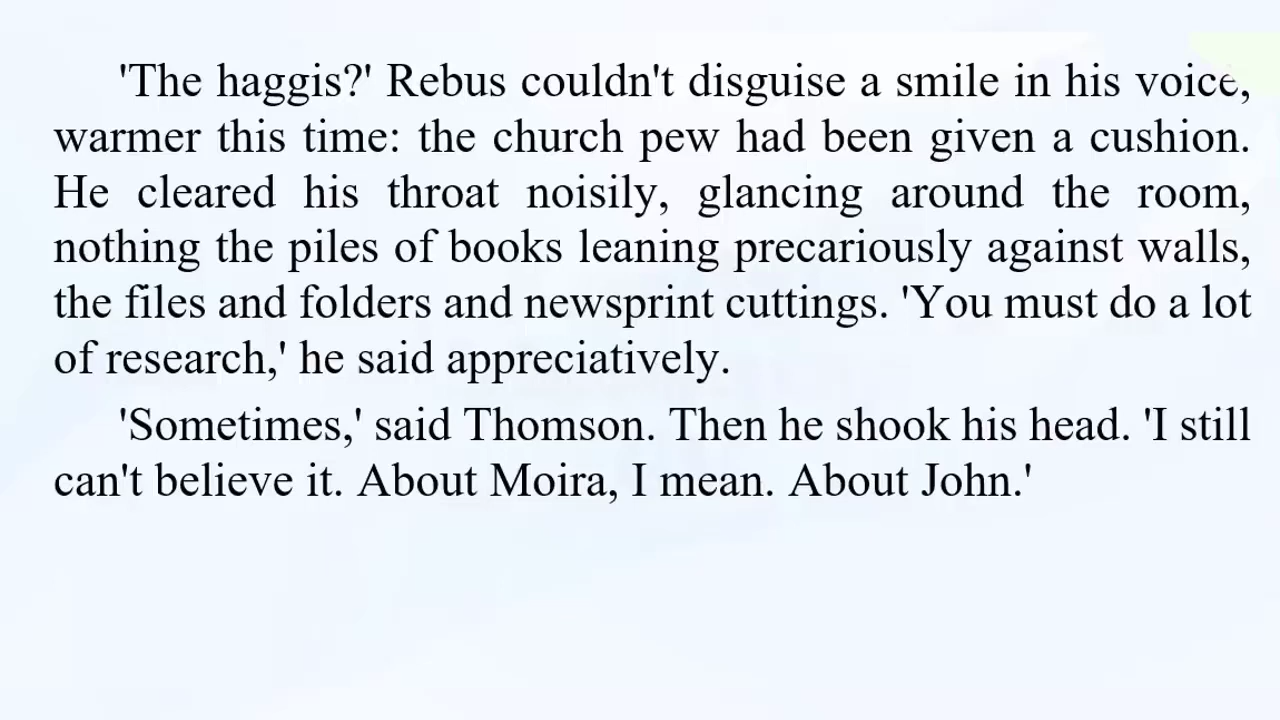 'The haggis?' Rebus couldn't disguise a smile in his voice,
warmer this time: the church pew had been given a cushion.
He cleared his throat noisily, glancing around the room,
nothing the piles of books leaning precariously against walls,
the files and folders and newsprint cuttings. 'You must do a lot
of research,' he said appreciatively.
'Sometimes,' said Thomson. Then he shook his head. 'I still
can't believe it. About Moira, I mean. About John.'